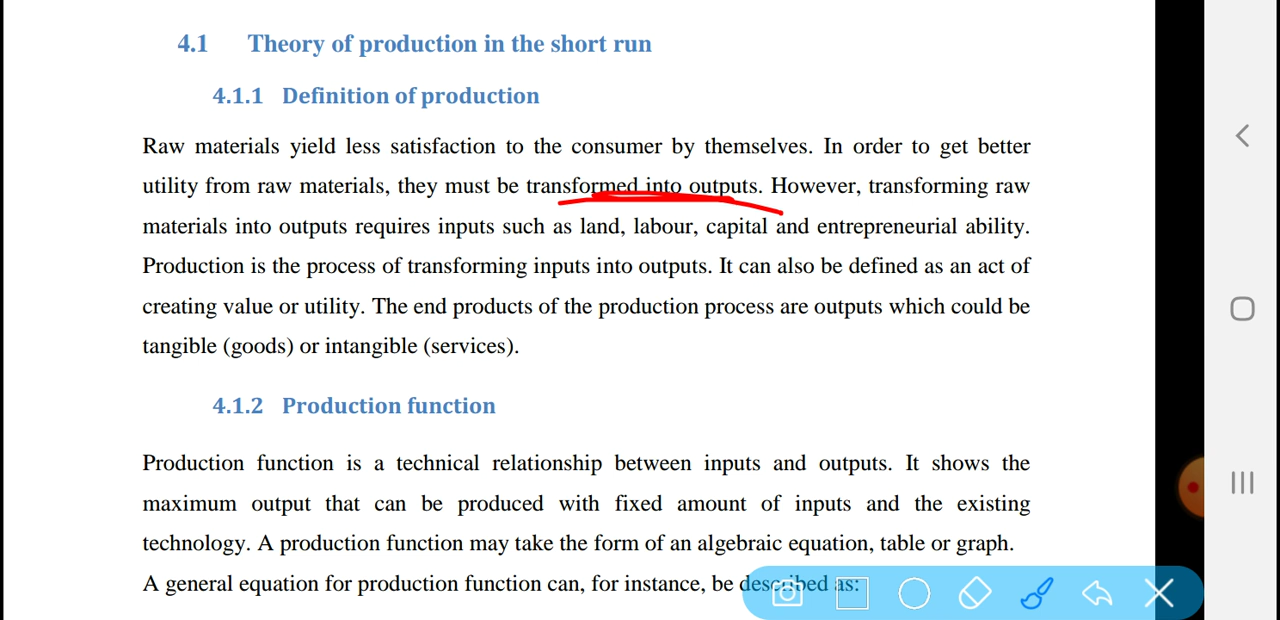 4.1 Theory of production in the short run
4.1.1 Definition of production
Raw materials yield less satisfaction to the consumer by themselves. In order to get better
utility from raw materials, they must be transformed into outputs. However, transforming raw
materials into outputs requires inputs such as land, labour, capital and entrepreneurial ability.
Production is the process of transforming inputs into outputs. It can also be defined as an act of
creating value or utility. The end products of the production process are outputs which could be
tangible (goods) or intangible (services).
4.1.2 Production function
Production function is a technical relationship between inputs and outputs. It shows the
maximum output that can be produced with fixed amount of inputs and the existing
technology. A production function may take the form of an algebraic equation, table or graph.
A general equation for production function can, for instance, be described as: